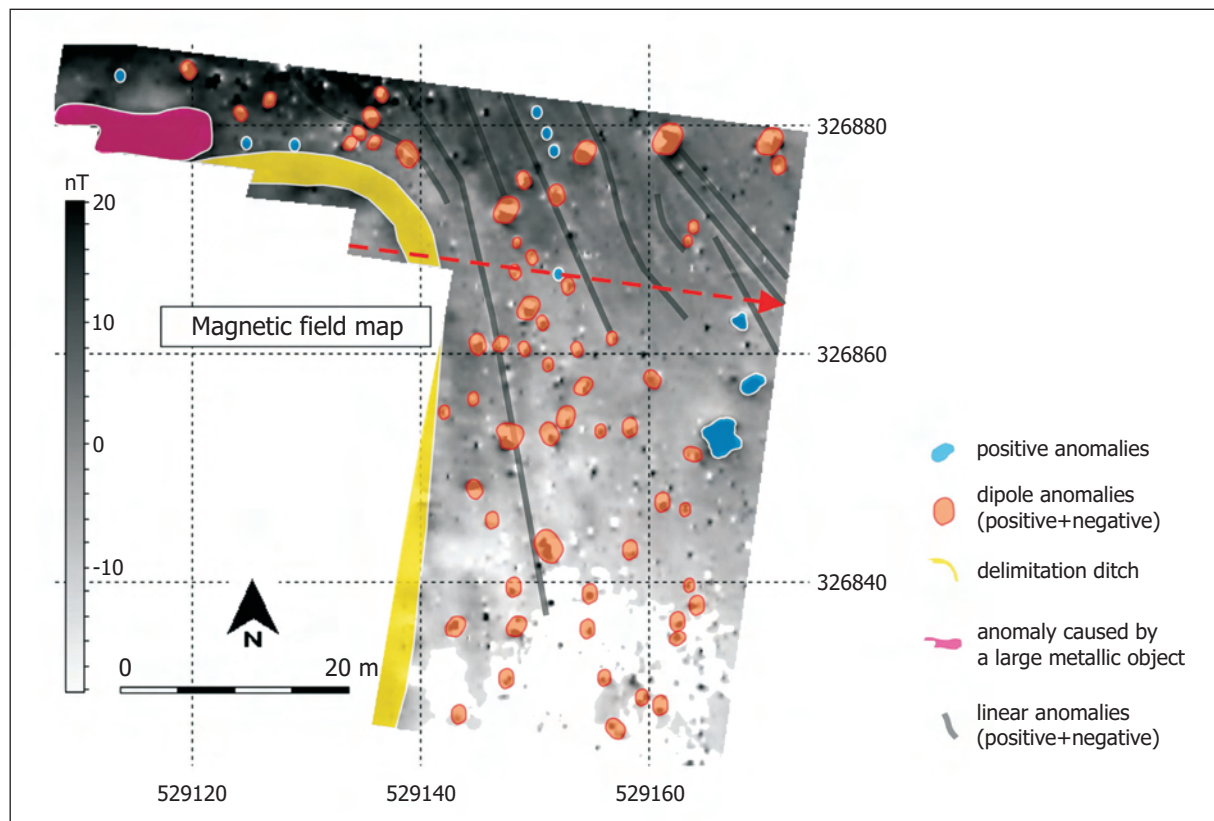 326880
nT
20
10
0
-10
Magnetic field map
326860
326840
N
0 20 m
529120 529140 529160
positive anomalies
dipole anomalies
(positive+negative)
delimitation ditch
anomaly caused by
a large metallic object
linear anomalies
(positive+negative)